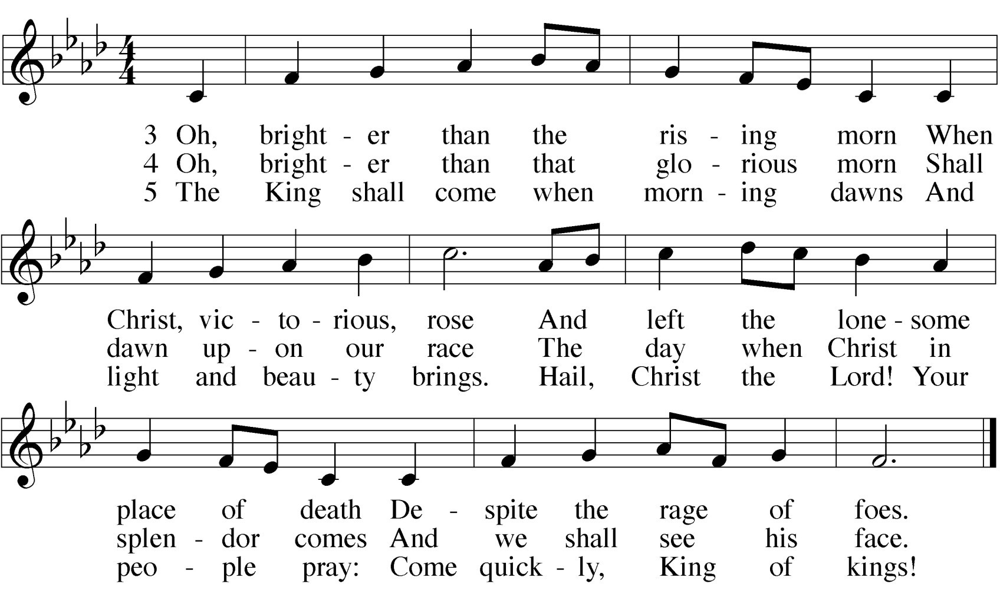 4
4
3 Oh, bright - er than the ris - ing morn When
4 Oh, bright - er than that glo - rious morn Shall
5 The King shall come when morn - ing dawns And
Christ, vic - to - rious, rose And left the lone - some
dawn up - on our race The day when Christ in
light and beau - ty brings. Hail, Christ the Lord! Your
place of death De - spite the rage of foes.
splen - dor comes And we shall see his face.
peo - ple pray: Come quick - ly, King of kings!